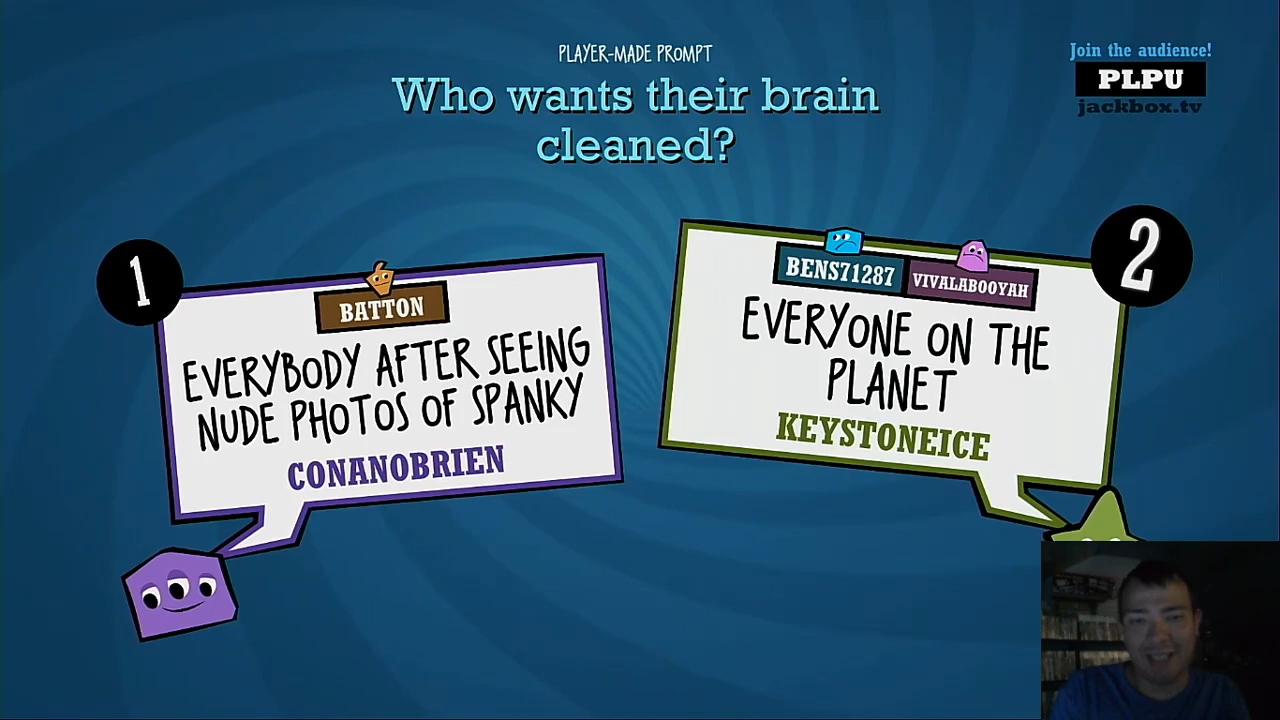 PLAYER-MADE PROMPT
Who wants their brain
cleaned?
Join the audience!
PLPU
jackbox.tv
1
BATTON
EVERYBODY AFTER SEEING
NUDE PHOTOS OF SPANKY
CONANOBRIEN
2
BENS71287
VIVALABOOYAH
EVERYONE ON THE
PLANET
KEYSTONEICE